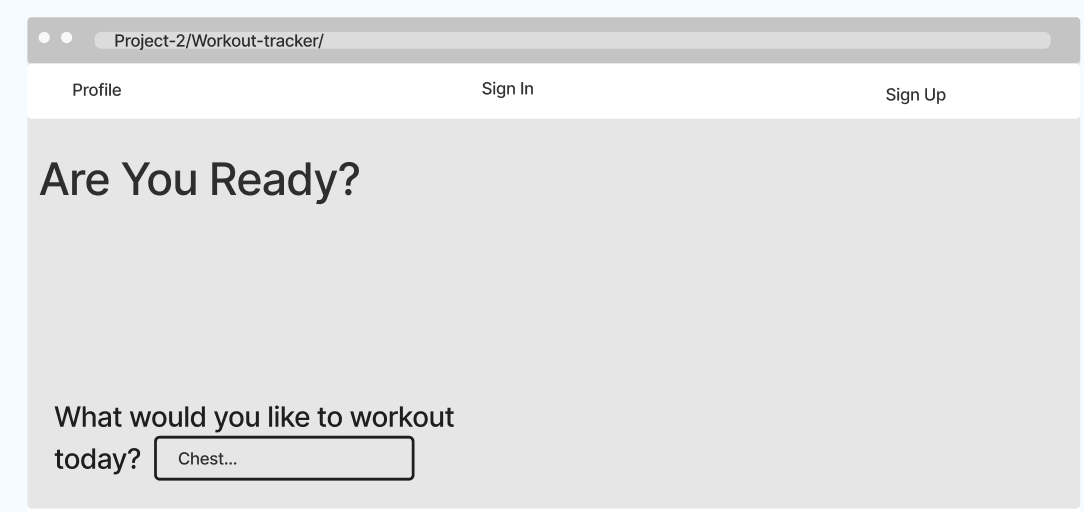 Project-2/Workout-tracker/
Profile
Sign In
Sign Up
Are You Ready?
What would you like to workout
today?
Chest...